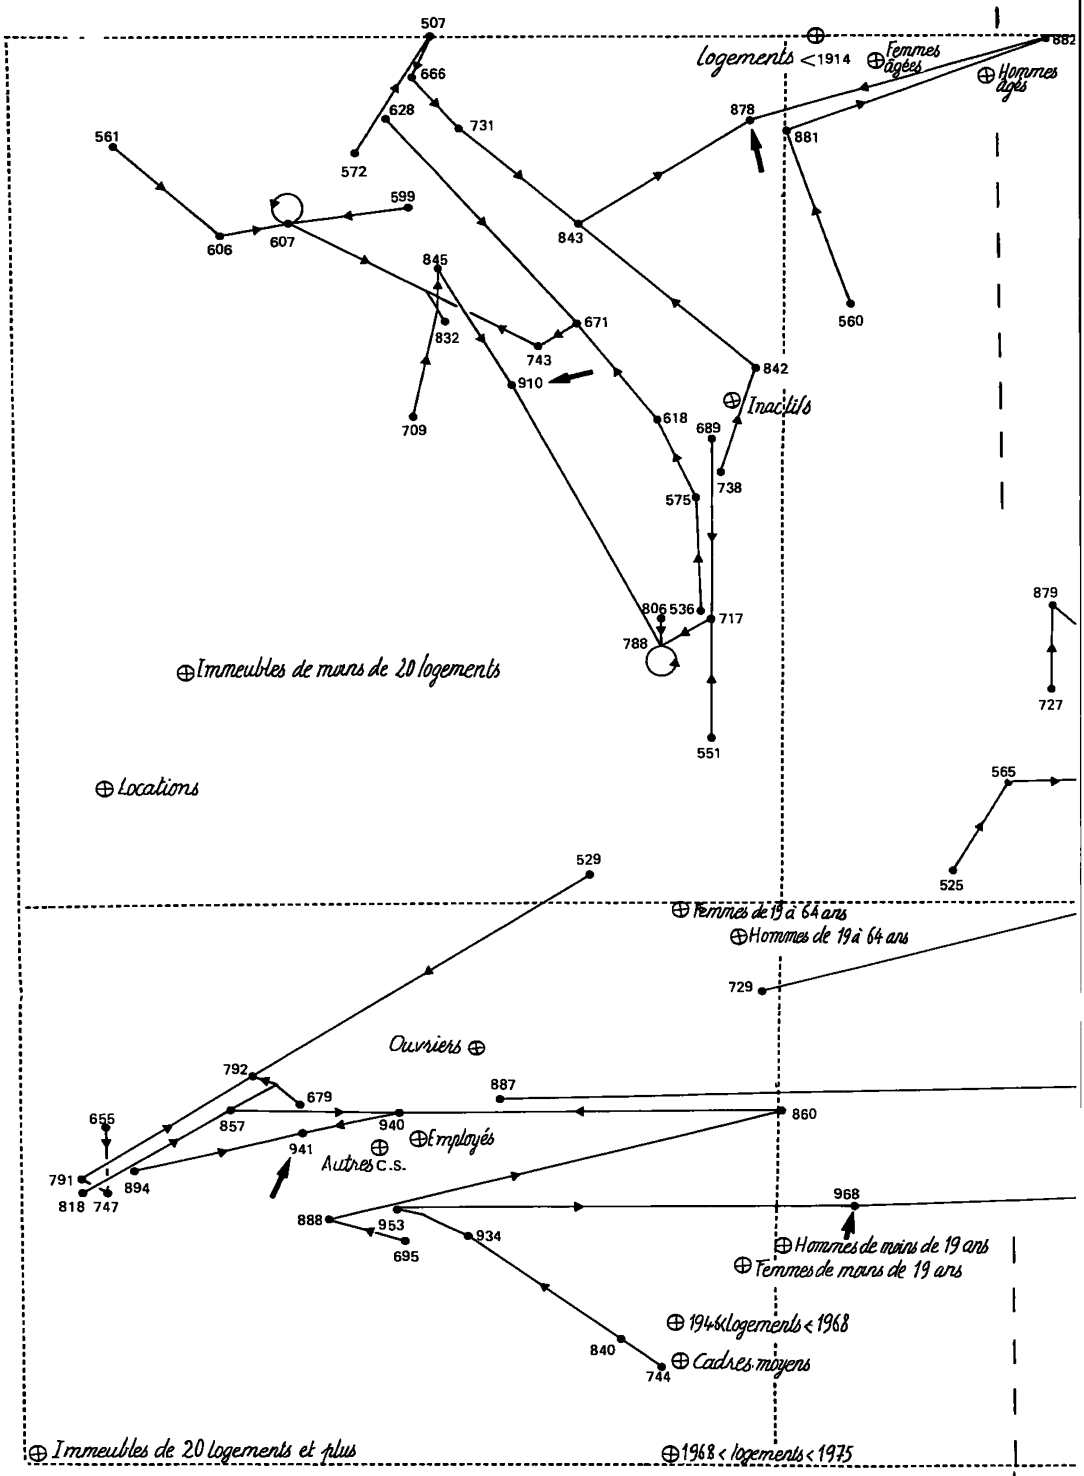 507
882
Logements < 1914
Femmes
âgées
Hommes
âgés
666
628
878
561
731
881
572
599
606
607
843
845
560
832
671
743
842
910
Inactifs
709
618
689
738
575
879
806
536
717
788
Immeubles de moins de 20 logements
727
551
565
Locations
529
525
Femmes de 19 à 64 ans
Hommes de 19 à 64 ans
729
Ouvriers
792
887
679
655
857
940
860
Employés
941
Autres c.s.
791
894
818
747
968
888
953
934
695
Hommes de moins de 19 ans
Femmes de moins de 19 ans
1946<logements<1968
840
Cadres moyens
744
Immeubles de 20 logements et plus
1968 < logements < 1975